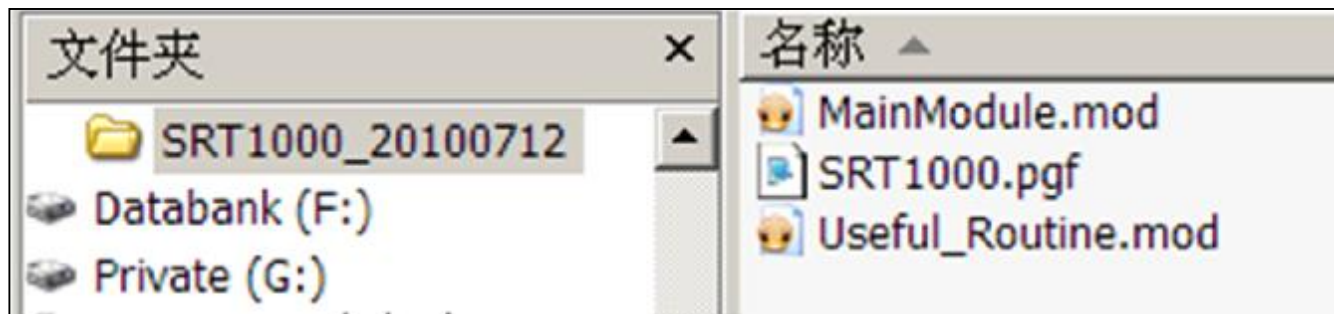 文件夹
SRT1000_20100712
Databank (F:)
Private (G:)
名称
MainModule.mod
SRT1000.pgf
Useful_Routine.mod